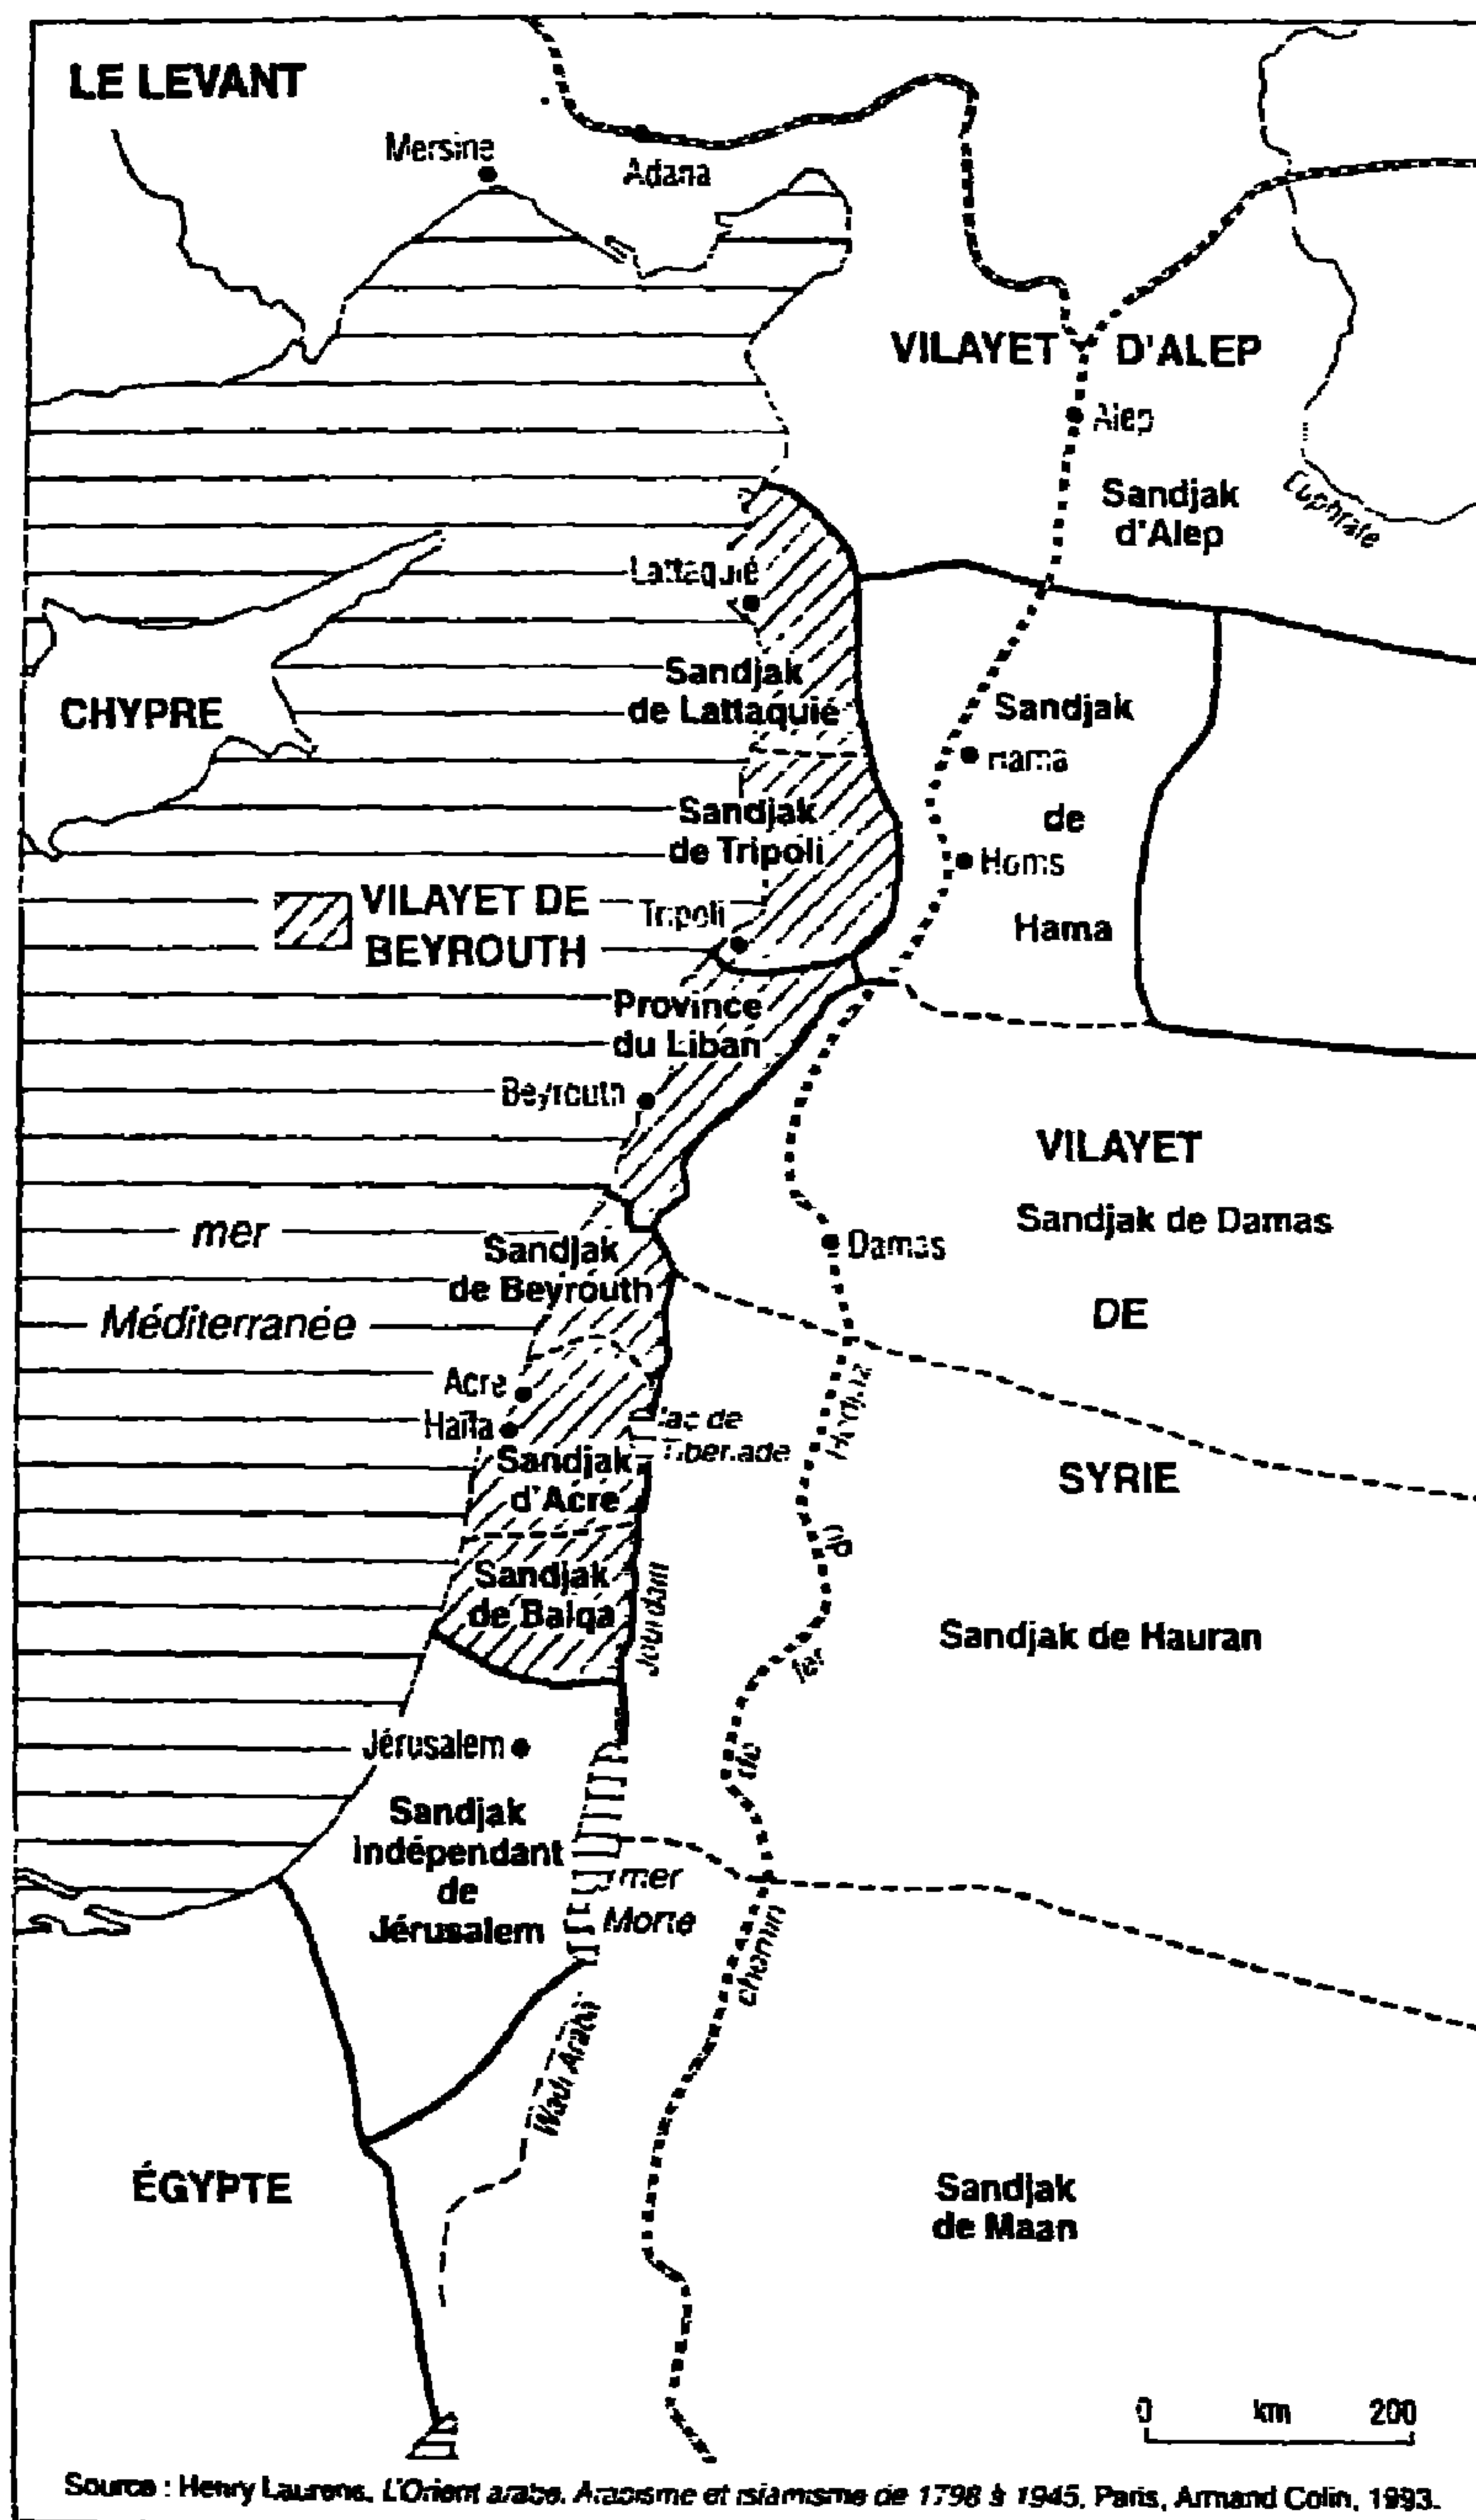 LE LEVANT
Mersine
Adana
VILAYET D'ALEP
Alep
Sandjak
d'Alep
Euphrate
Lattaquié
Sandjak
de Lattaquié
CHYPRE
Sandjak
Hama
de
Homs
Hama
Sandjak
de Tripoli
VILAYET DE
BEYROUTH
Tripoli
Province
du Liban
Beyrouth
VILAYET
Sandjak de Damas
mer
Sandjak
de Beyrouth
Damas
DE
Méditerranée
Acre
Haïfa
lac de
Tibériade
Hedjaz
Sandjak
d'Acre
SYRIE
du
Sandjak
de Balqa
Jourdain
Sandjak de Hauran
fer
Jérusalem
de
Sandjak
Indépendant
de
Jérusalem
mer
Morte
chemin
Wadi Araba
ÉGYPTE
Sandjak
de Maan
0 km 200
Source : Henry Laurens, L'Orient arabe. Arabisme et islamisme de 1798 à 1945, Paris, Armand Colin, 1993.